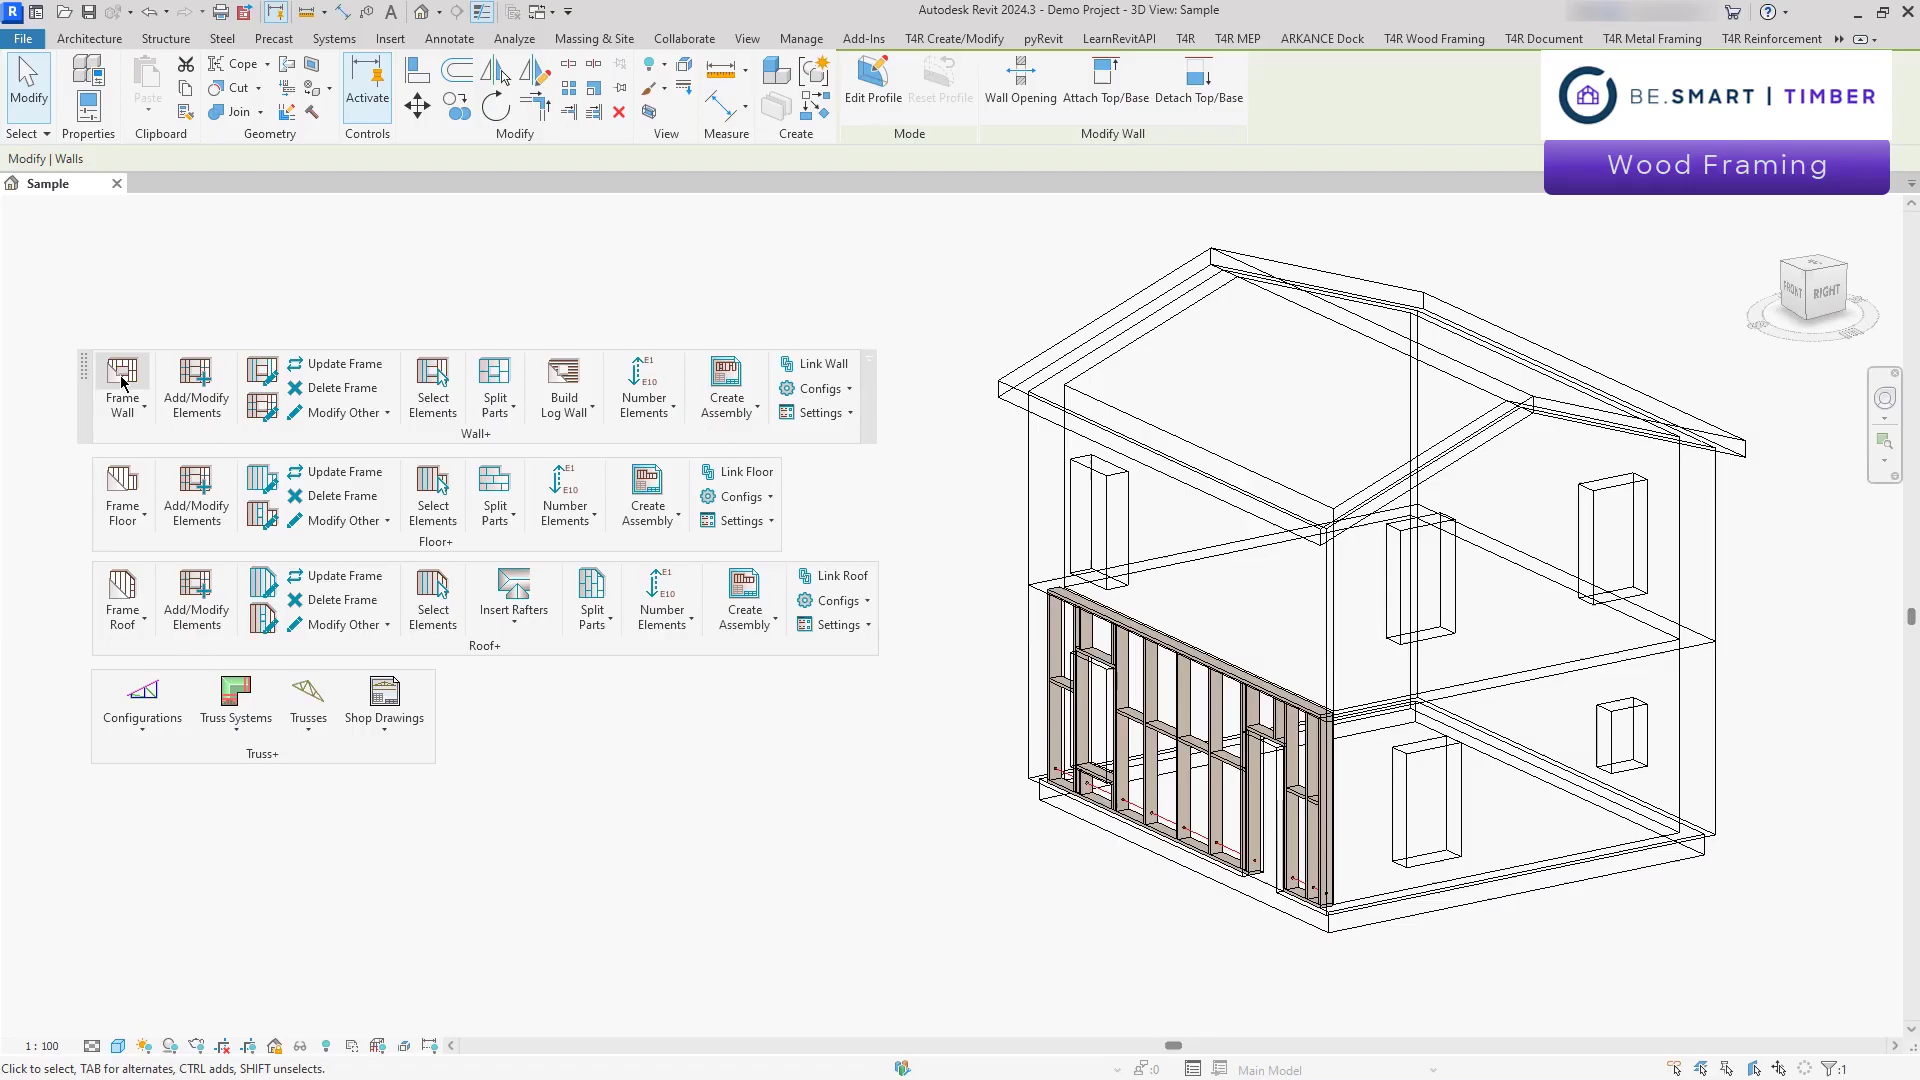 Autodesk Revit 2024.3 - Demo Project - 3D View: Sample
File Architecture Structure Steel Precast Systems Insert Annotate Analyze Massing & Site Collaborate View Manage Add-Ins T4R Create/Modify pyRevit LearnRevitAPI T4R T4R MEP ARKANCE Dock T4R Wood Framing T4R Document T4R Metal Framing T4R Reinforcement
Modify Paste Cope Cut Join Activate Edit Profile Reset Profile Wall Opening Attach Top/Base Detach Top/Base
Select Properties Clipboard Geometry Controls Modify View Measure Create Mode Modify Wall
BE.SMART | TIMBER
Wood Framing
Modify | Walls
Sample
FRONT RIGHT
Frame Wall
Add/Modify Elements
Update Frame
Delete Frame
Modify Other
Select Elements
Split Parts
Build Log Wall
E1
E10
Number Elements
Create Assembly
Link Wall
Configs
Settings
Wall+
Frame Floor
Add/Modify Elements
Update Frame
Delete Frame
Modify Other
Select Elements
Split Parts
E1
E10
Number Elements
Create Assembly
Link Floor
Configs
Settings
Floor+
Frame Roof
Add/Modify Elements
Update Frame
Delete Frame
Modify Other
Select Elements
Insert Rafters
Split Parts
E1
E10
Number Elements
Create Assembly
Link Roof
Configs
Settings
Roof+
Configurations
Truss Systems
Trusses
Shop Drawings
Truss+
1 : 100
Click to select, TAB for alternates, CTRL adds, SHIFT unselects.
:0
Main Model
:1